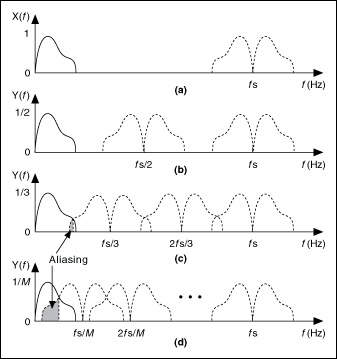 X(f)
1
0
fs
f (Hz)
(a)
Y(f)
1/2
0
fs/2
fs
f (Hz)
(b)
Y(f)
1/3
0
fs/3
2fs/3
fs
f (Hz)
(c)
Aliasing
Y(f)
1/M
0
fs/M
2fs/M
fs
f (Hz)
(d)